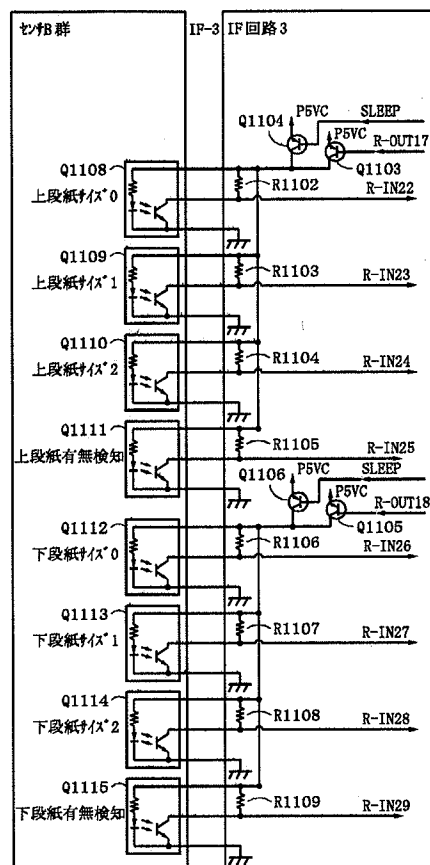 センサB群
IF-3
IF回路3
P5VC
SLEEP
Q1104
P5VC
R-OUT17
Q1108
Q1103
上段紙サイズ0
R1102
R-IN22
Q1109
上段紙サイズ1
R1103
R-IN23
Q1110
上段紙サイズ2
R1104
R-IN24
Q1111
上段紙有無検知
R1105
R-IN25
P5VC
SLEEP
Q1106
P5VC
R-OUT18
Q1112
Q1105
下段紙サイズ0
R1106
R-IN26
Q1113
下段紙サイズ1
R1107
R-IN27
Q1114
下段紙サイズ2
R1108
R-IN28
Q1115
下段紙有無検知
R1109
R-IN29